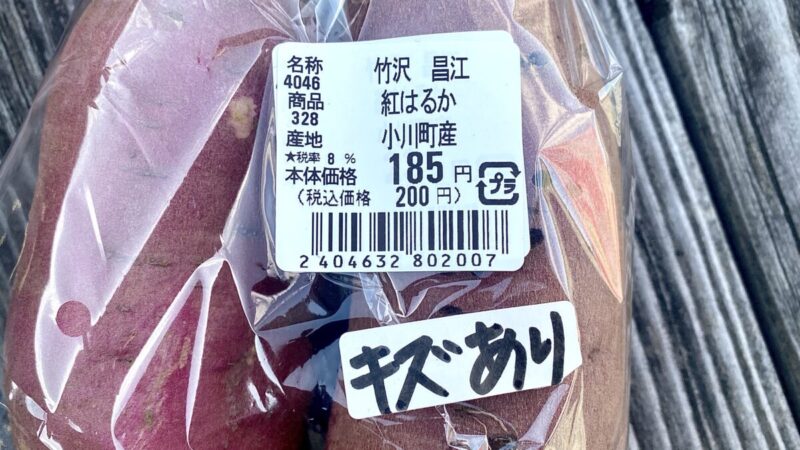 名称 竹沢 昌江
4046
商品 紅はるか
328
産地 小川町産
★税率 8 %
本体価格 185 円
(税込価格 200 円)
プラ
2 404632 802007
キズあり